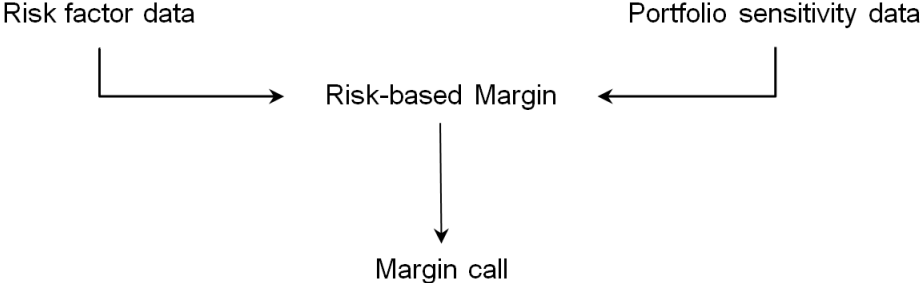 Risk factor data
Portfolio sensitivity data
Risk-based Margin
Margin call